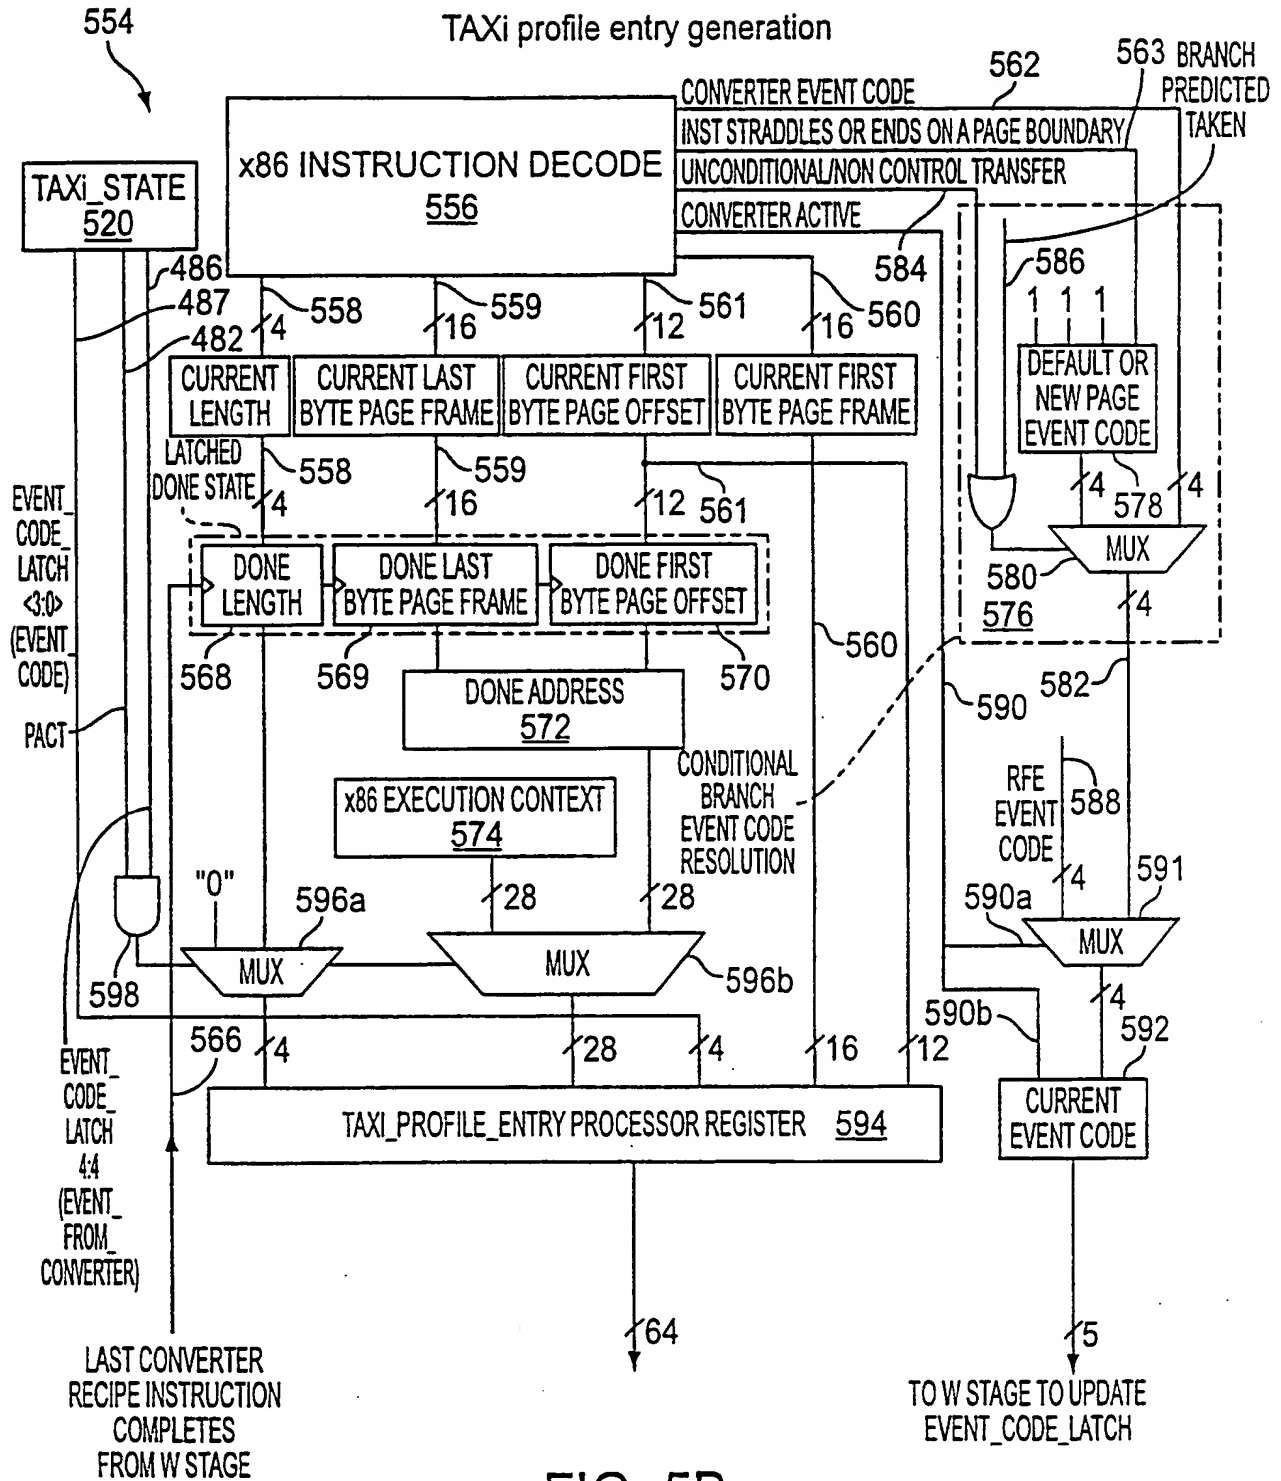 554
TAXi profile entry generation
562
563
BRANCH
PREDICTED
TAKEN
CONVERTER EVENT CODE
INST STRADDLES OR ENDS ON A PAGE BOUNDARY
UNCONDITIONAL/NON CONTROL TRANSFER
CONVERTER ACTIVE
x86 INSTRUCTION DECODE
556
TAXi_STATE
520
486
487
482
584
586
558
559
561
560
4
16
12
16
1
1
1
DEFAULT OR
NEW PAGE
EVENT CODE
578
CURRENT
LENGTH
CURRENT LAST
BYTE PAGE FRAME
CURRENT FIRST
BYTE PAGE OFFSET
CURRENT FIRST
BYTE PAGE FRAME
LATCHED
DONE STATE
558
559
561
4
16
12
4
4
MUX
580
576
4
EVENT_
CODE_
LATCH
<3:0>
(EVENT_
CODE)
DONE
LENGTH
DONE LAST
BYTE PAGE FRAME
DONE FIRST
BYTE PAGE OFFSET
568
569
570
560
582
590
PACT
DONE ADDRESS
572
CONDITIONAL
BRANCH
EVENT CODE
RESOLUTION
x86 EXECUTION CONTEXT
574
RFE
EVENT
CODE
588
4
"0"
596a
28
28
590a
591
MUX
598
MUX
MUX
596b
4
590b
592
566
4
28
4
16
12
EVENT_
CODE_
LATCH
4:4
(EVENT_
FROM_
CONVERTER)
TAXI_PROFILE_ENTRY PROCESSOR REGISTER 594
CURRENT
EVENT CODE
64
5
LAST CONVERTER
RECIPE INSTRUCTION
COMPLETES
FROM W STAGE
TO W STAGE TO UPDATE
EVENT_CODE_LATCH
FIG. 5B